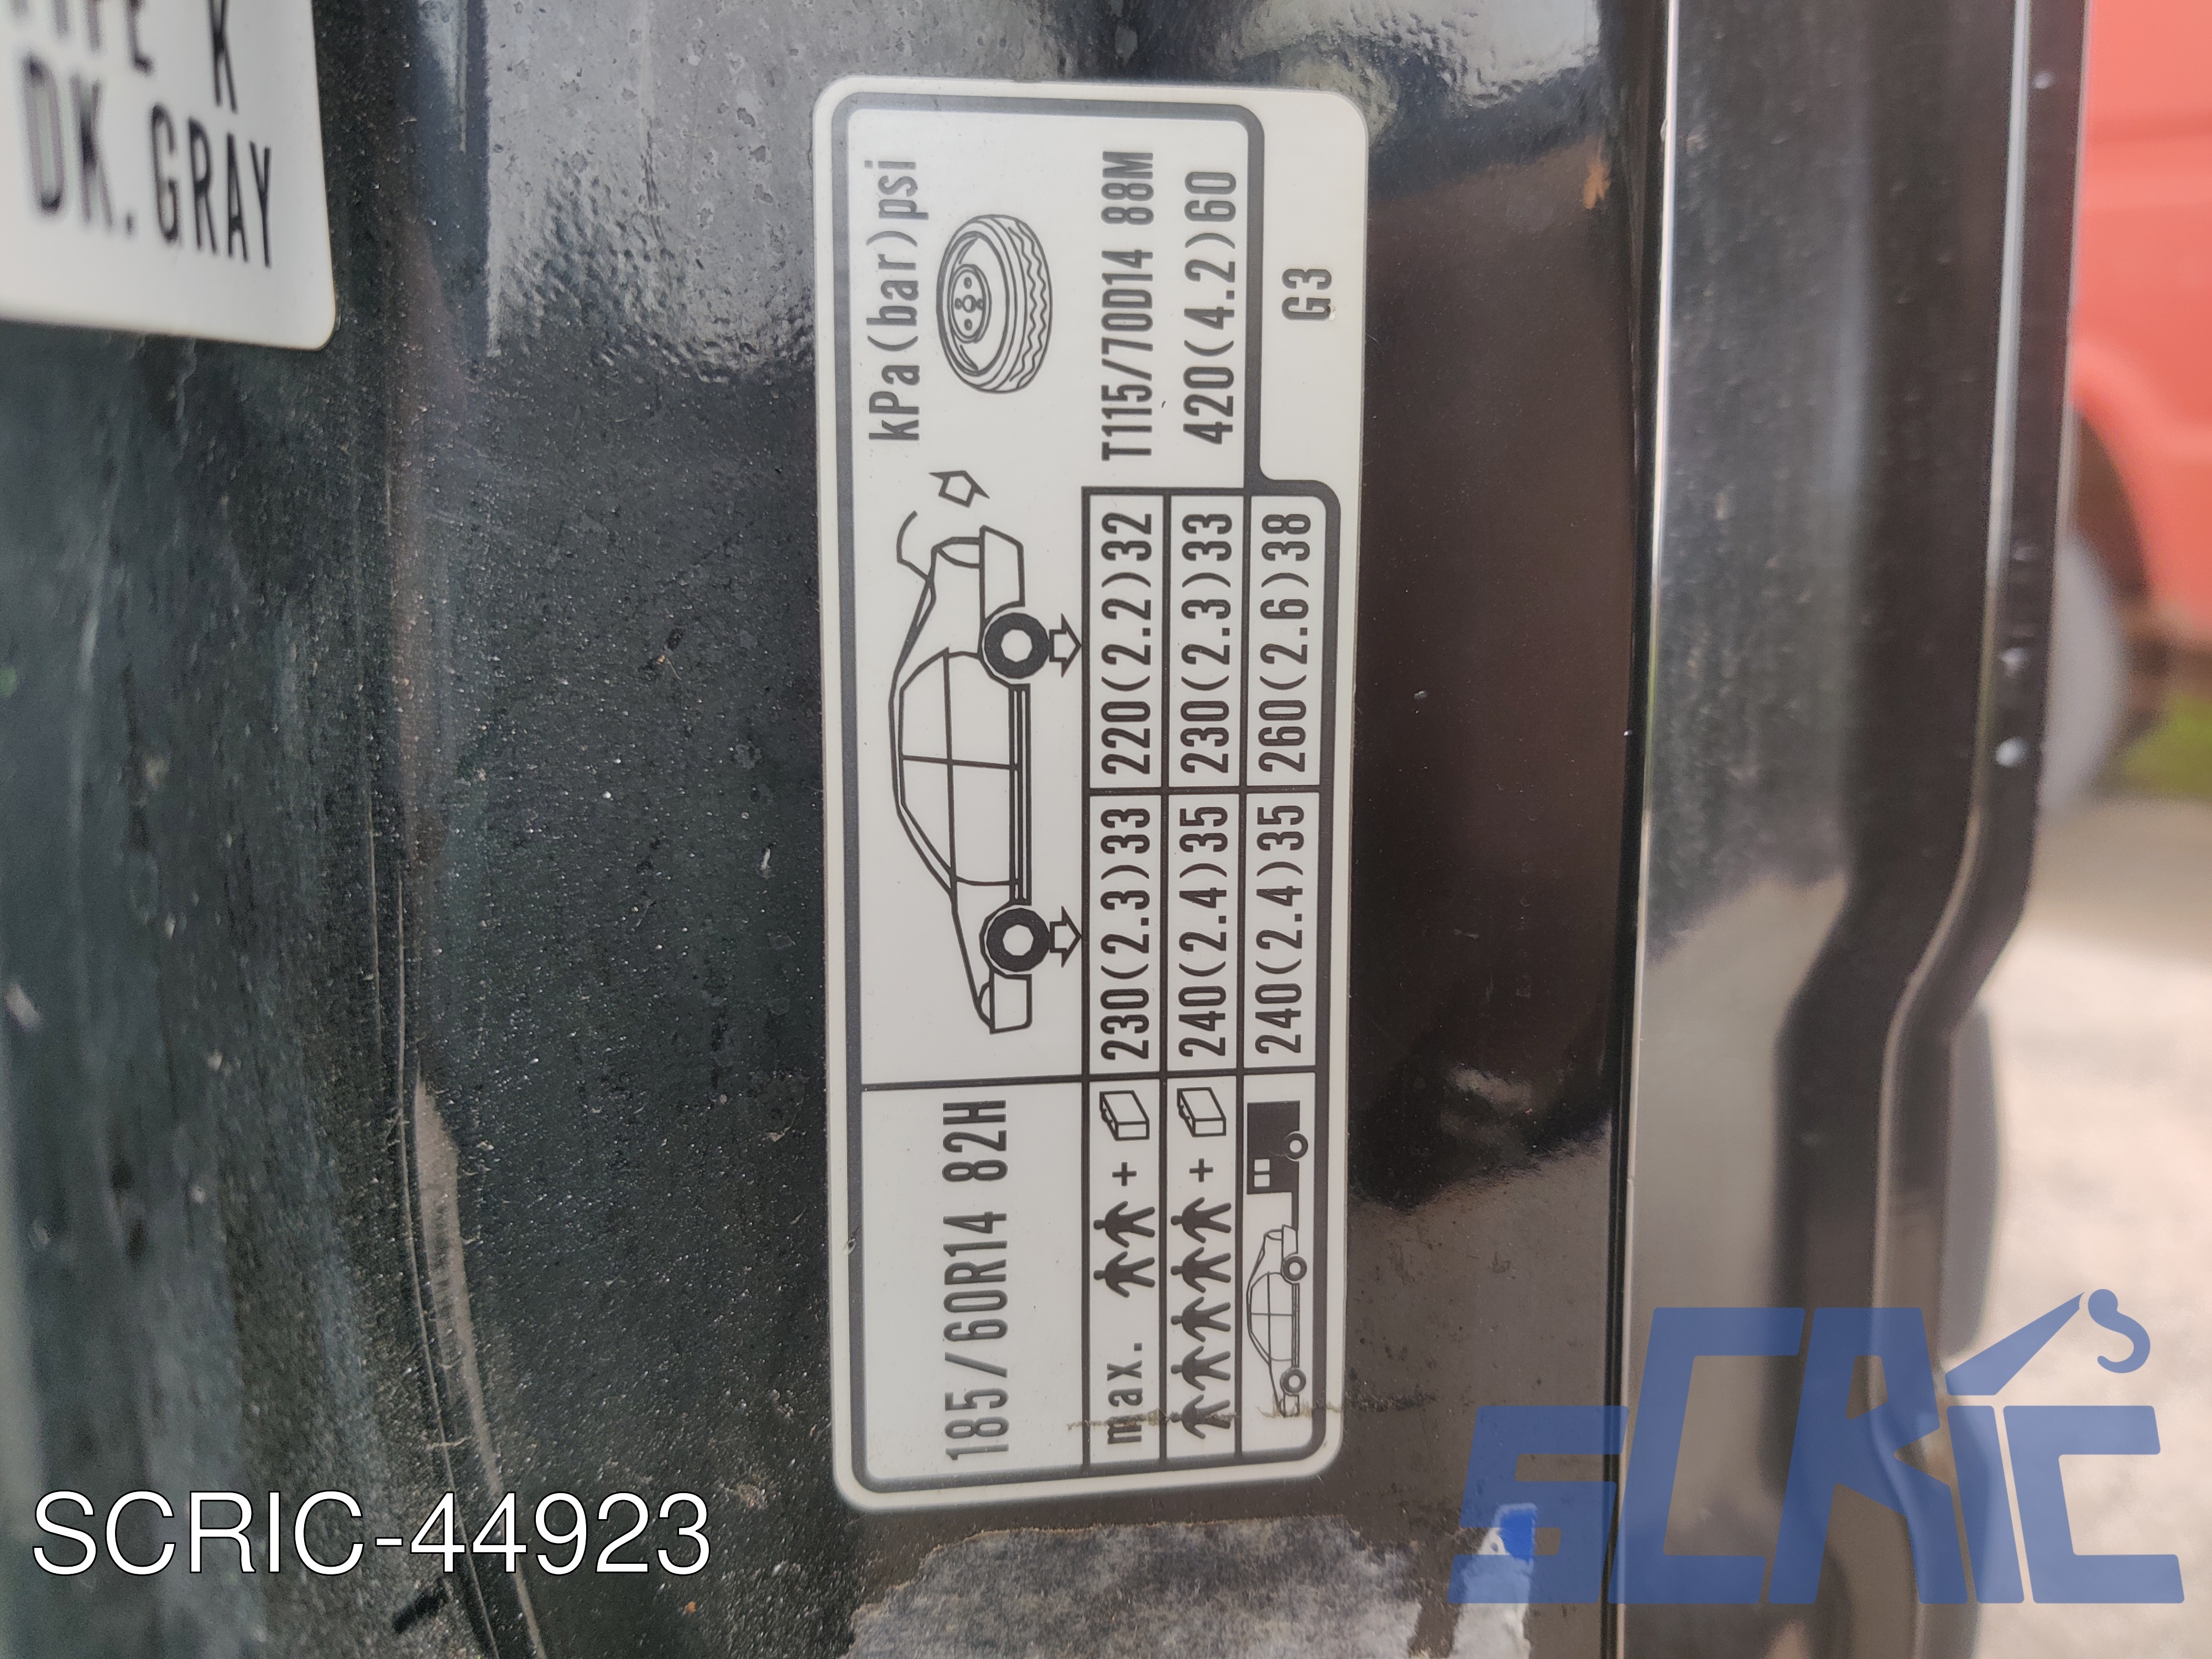 TYPE K
DK.GRAY
kPa(bar)psi
185/60R14 82H
T115/70D14 88M
420(4.2)60
max. + 230(2.3)33 220(2.2)32
+ 240(2.4)35 230(2.3)33
240(2.4)35 260(2.6)38
G3
SCRIC-44923
SCRIC